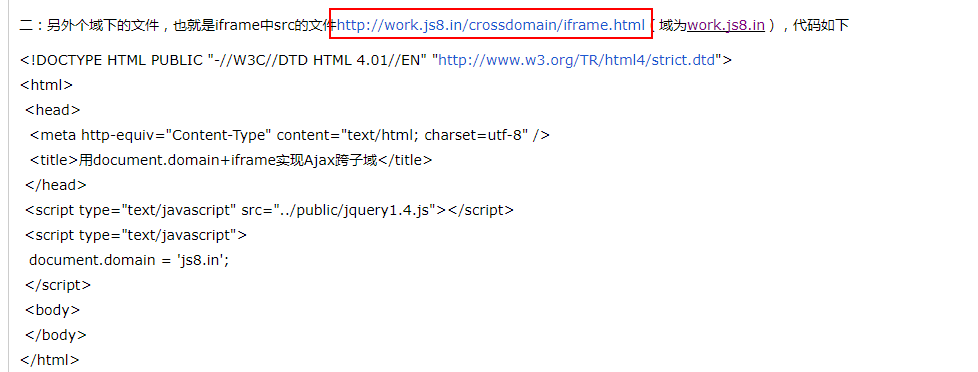 二：另外个域下的文件，也就是iframe中src的文件http://work.js8.in/crossdomain/iframe.html（域为work.js8.in），代码如下
<!DOCTYPE HTML PUBLIC "-//W3C//DTD HTML 4.01//EN" "http://www.w3.org/TR/html4/strict.dtd">
<html>
<head>
<meta http-equiv="Content-Type" content="text/html; charset=utf-8" />
<title>用document.domain+iframe实现Ajax跨子域</title>
</head>
<script type="text/javascript" src="../public/jquery1.4.js"></script>
<script type="text/javascript">
document.domain = 'js8.in';
</script>
<body>
</body>
</html>